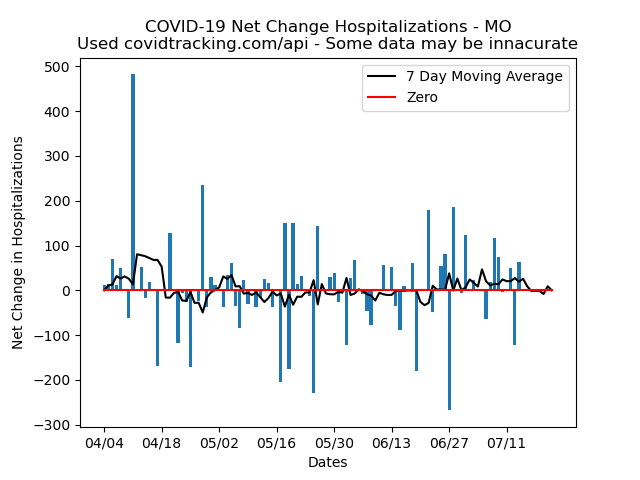 COVID-19 Net Change Hospitalizations - MO
Used covidtracking.com/api - Some data may be innacurate
7 Day Moving Average
Zero
Net Change in Hospitalizations
500
400
300
200
100
0
−100
−200
−300
04/04 04/18 05/02 05/16 05/30 06/13 06/27 07/11
Dates